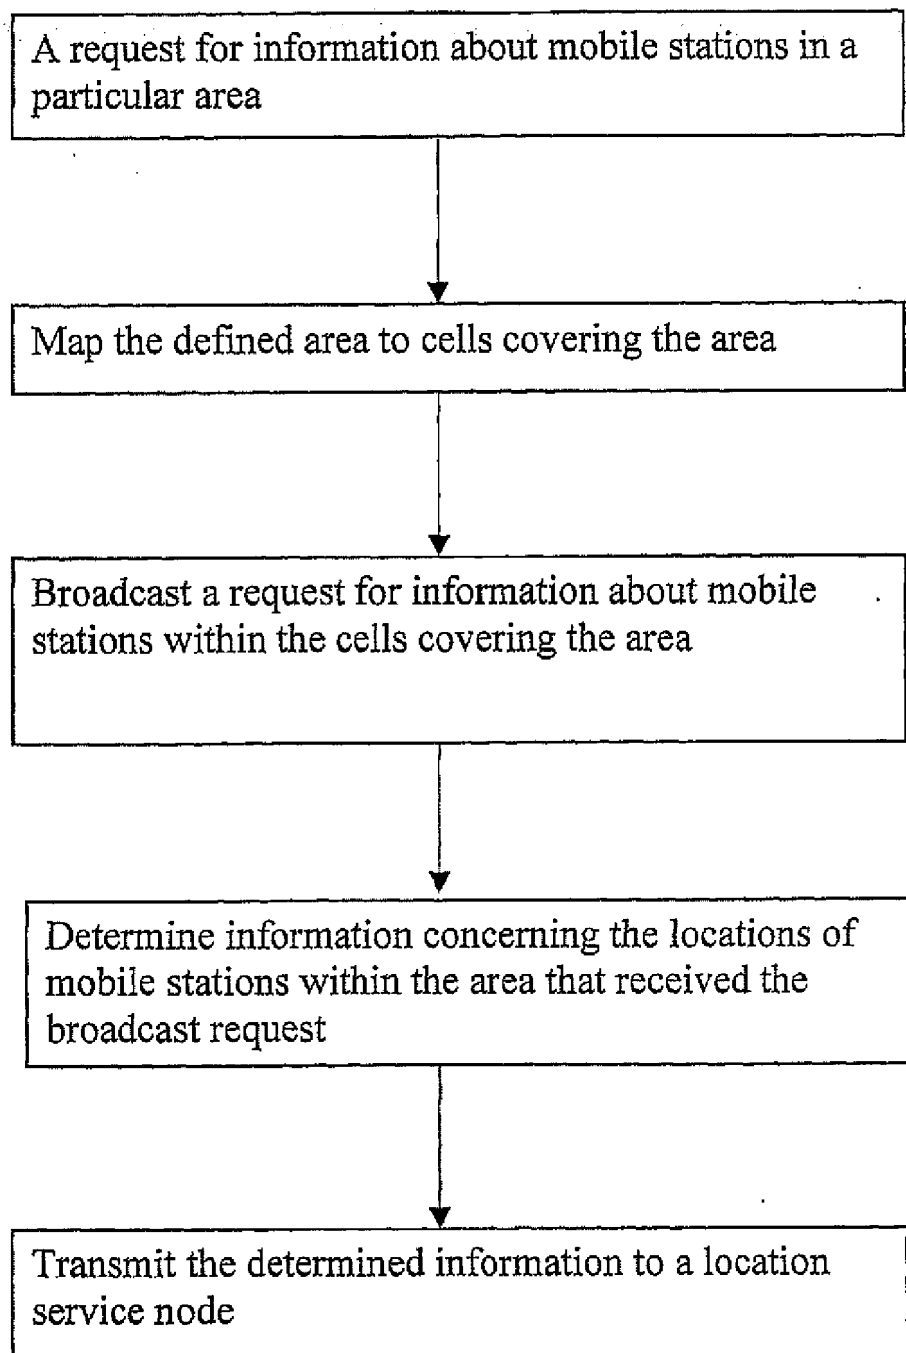 A request for information about mobile stations in a
particular area
Map the defined area to cells covering the area
Broadcast a request for information about mobile
stations within the cells covering the area
Determine information concerning the locations of
mobile stations within the area that received the
broadcast request
Transmit the determined information to a location
service node